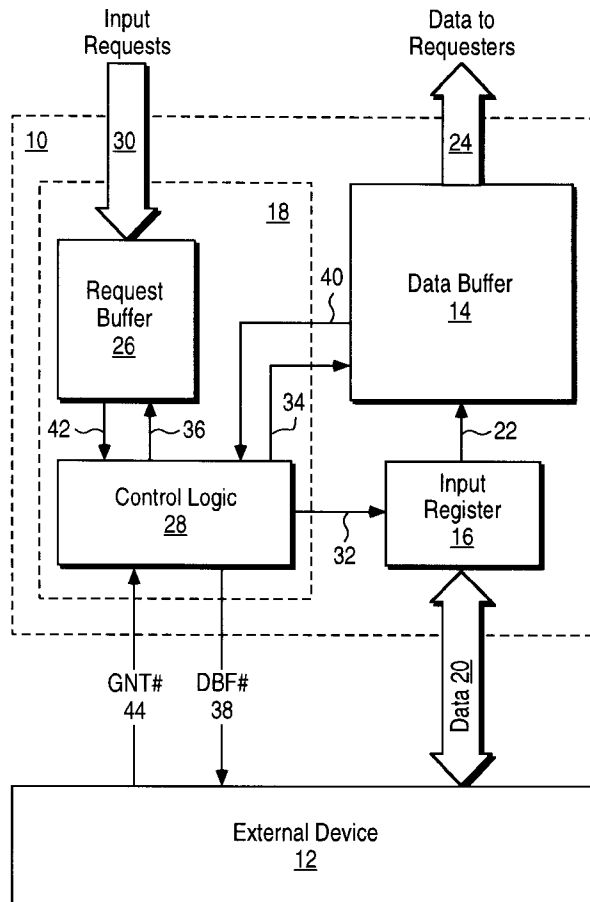 Input
Requests
Data to
Requesters
10
30
24
18
Request
Buffer
26
40
Data Buffer
14
42
36
34
22
Control Logic
28
32
Input
Register
16
GNT#
44
DBF#
38
Data 20
External Device
12